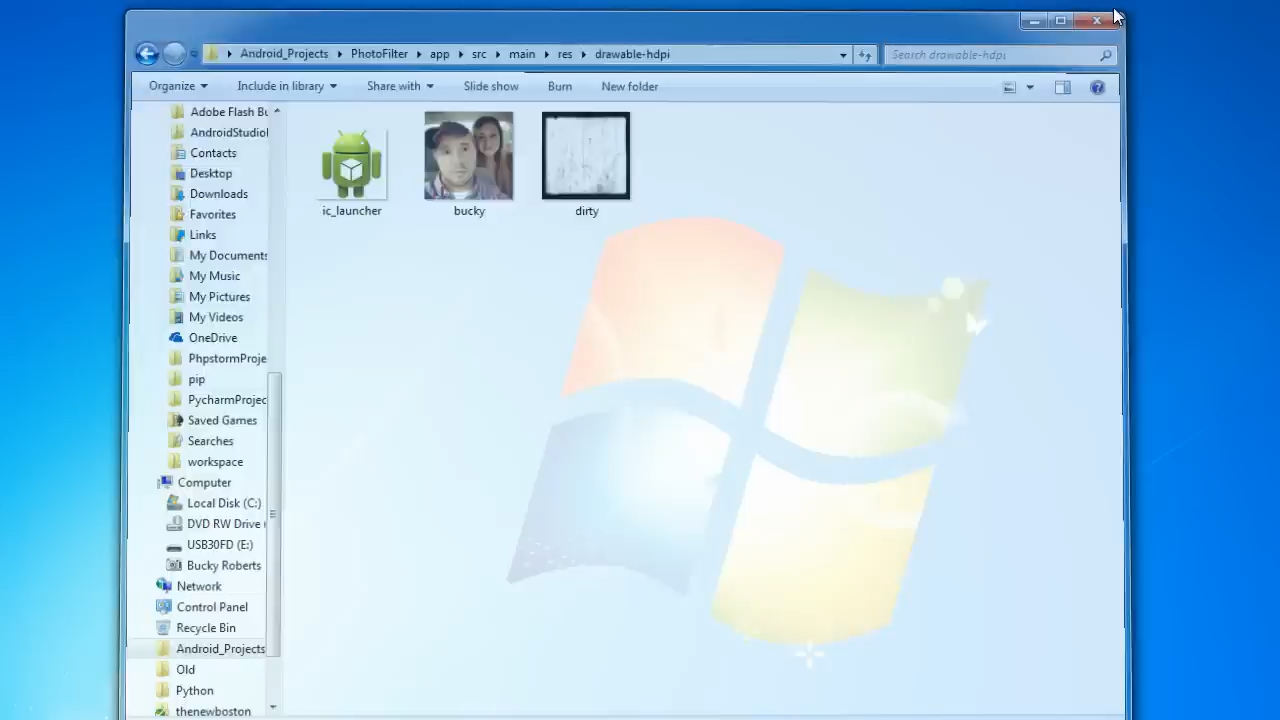 Android_Projects PhotoFilter app src main res drawable-hdpi Search drawable-hdpi
Organize Include in library Share with Slide show Burn New folder
Adobe Flash Bu
AndroidStudiol
Contacts
Desktop
Downloads
Favorites
Links
My Documents
My Music
My Pictures
My Videos
OneDrive
PhpstormProje
pip
PycharmProjec
Saved Games
Searches
workspace
Computer
Local Disk (C:)
DVD RW Drive (
USB30FD (E:)
Bucky Roberts
Network
Control Panel
Recycle Bin
Android_Projects
Old
Python
thenewboston
ic_launcher bucky dirty